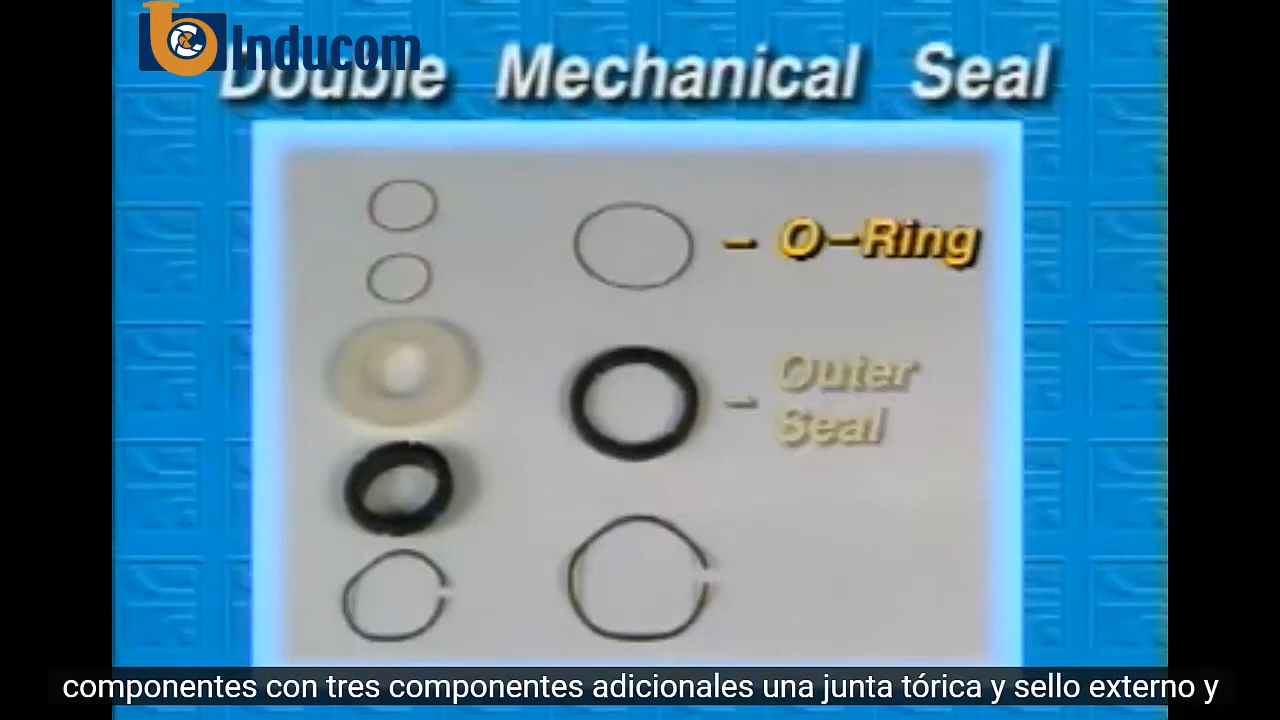 Inducom
Double Mechanical Seal
– O–Ring
– Outer
Seal
componentes con tres componentes adicionales una junta tórica y sello externo y